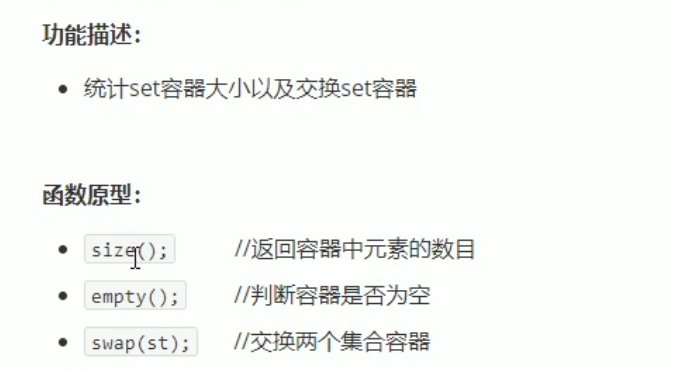 功能描述：
统计set容器大小以及交换set容器
函数原型：
size(); //返回容器中元素的数目
empty(); //判断容器是否为空
swap(st); //交换两个集合容器